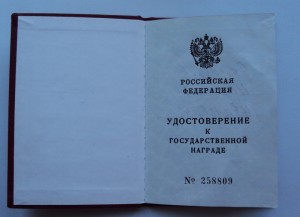 РОССИЙСКАЯ
ФЕДЕРАЦИЯ
УДОСТОВЕРЕНИЕ
К
ГОСУДАРСТВЕННОЙ
НАГРАДЕ
№ 258809